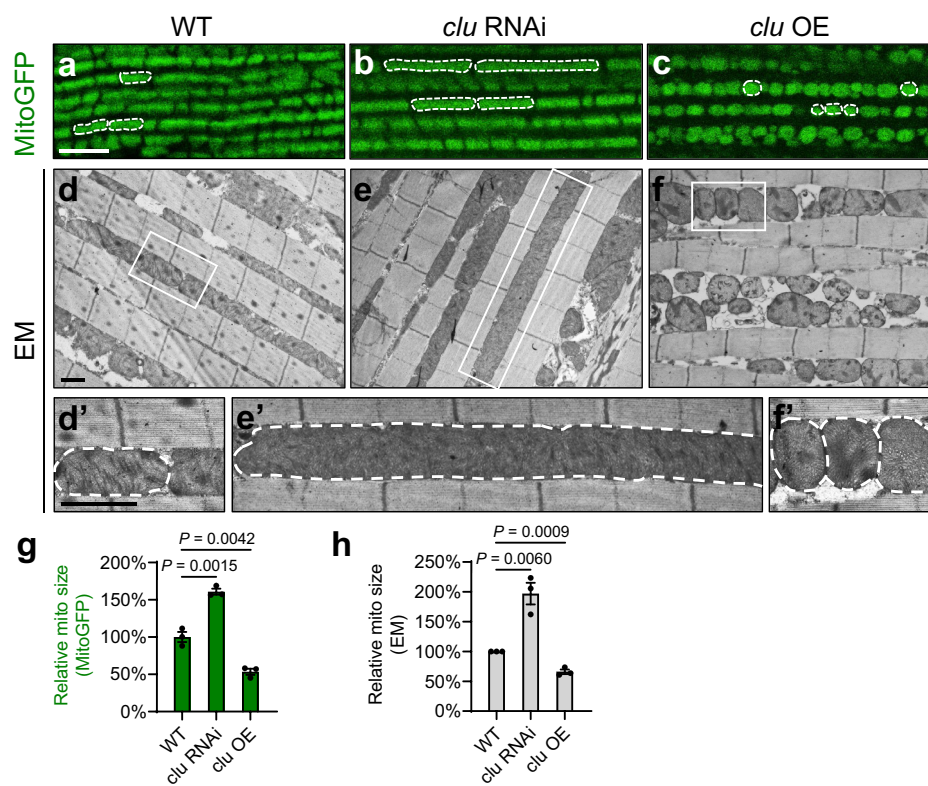 WT
clu RNAi
clu OE
MitoGFP
a
b
c
EM
d
e
f
d'
e'
f'
g
P = 0.0042
P = 0.0015
Relative mito size
(MitoGFP)
200%
150%
100%
50%
0%
WT
clu RNAi
clu OE
h
P = 0.0009
P = 0.0060
Relative mito size
(EM)
250%
200%
150%
100%
50%
0%
WT
clu RNAi
clu OE